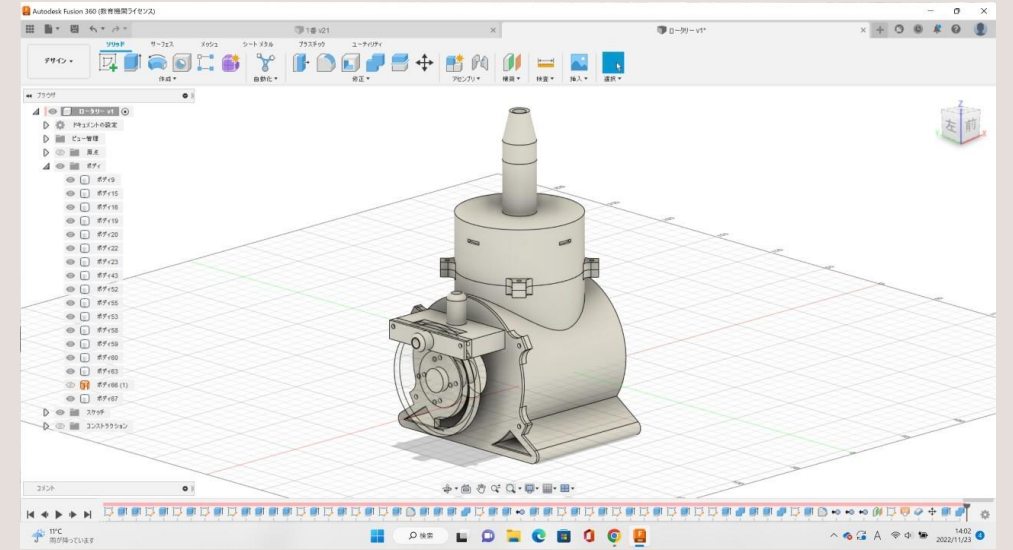 Autodesk Fusion 360 (教育機関ライセンス)
ロータリー v1*
デザイン
ソリッド サーフェス メッシュ シート メタル プラスチック ユーティリティ
作成 自動化 修正 アセンブリ 構築 検査 挿入 選択
ブラウザ
ロータリー v1
ドキュメントの設定
ビュー管理
原点
ボディ
ボディ9
ボディ15
ボディ16
ボディ19
ボディ20
ボディ22
ボディ23
ボディ43
ボディ52
ボディ55
ボディ53
ボディ58
ボディ59
ボディ60
ボディ63
ボディ66 (1)
ボディ67
スケッチ
コンストラクション
Z
左 前
コメント
11°C
雨が降っています
検索
A
14:02
2022/11/23